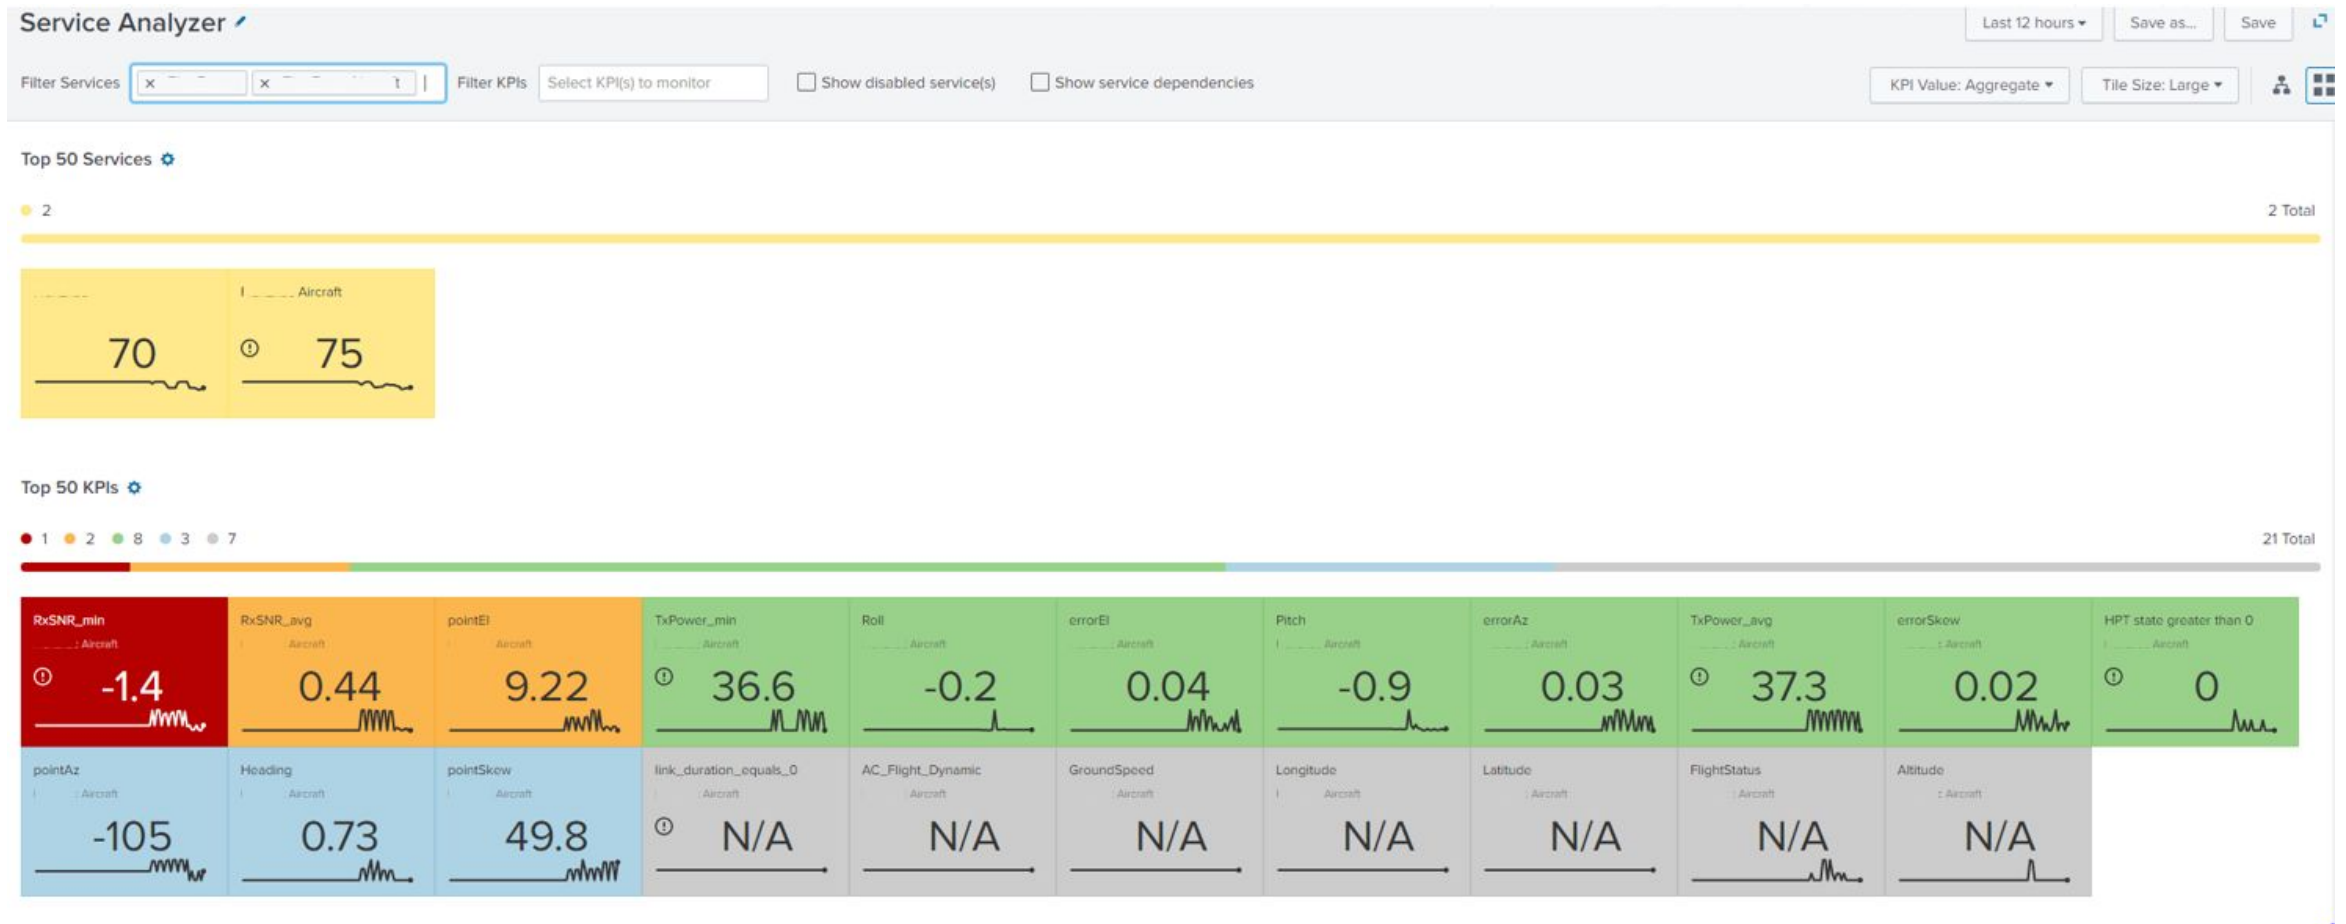 Service Analyzer
Last 12 hours
Save as...
Save
Filter Services
Filter KPIs
Select KPI(s) to monitor
Show disabled service(s)
Show service dependencies
KPI Value: Aggregate
Tile Size: Large
Top 50 Services
2
2 Total
Aircraft
70
75
Top 50 KPIs
1 2 8 3 7
21 Total
RxSNR_min
Aircraft
-1.4
RxSNR_avg
Aircraft
0.44
pointEl
Aircraft
9.22
TxPower_min
Aircraft
36.6
Roll
Aircraft
-0.2
errorEl
Aircraft
0.04
Pitch
Aircraft
-0.9
errorAz
Aircraft
0.03
TxPower_avg
Aircraft
37.3
errorSkew
Aircraft
0.02
HPT state greater than 0
Aircraft
0
pointAz
Aircraft
-105
Heading
Aircraft
0.73
pointSkew
Aircraft
49.8
link_duration_equals_0
Aircraft
N/A
AC_Flight_Dynamic
Aircraft
N/A
GroundSpeed
Aircraft
N/A
Longitude
Aircraft
N/A
Latitude
Aircraft
N/A
FlightStatus
Aircraft
N/A
Altitude
Aircraft
N/A